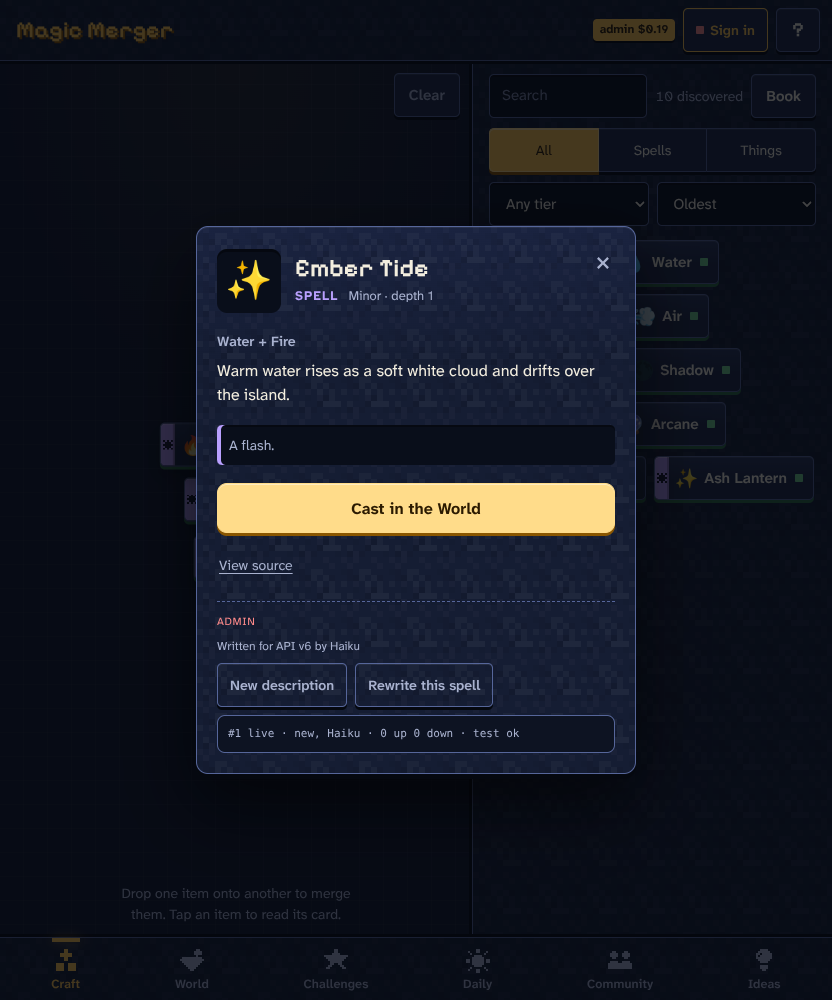 Magic Merger
admin $0.19
Sign in
?
Clear
Search
10 discovered
Book
All
Spells
Things
Any tier
Oldest
Water
Air
Shadow
Arcane
Ash Lantern
Ember Tide
SPELL Minor · depth 1
Water + Fire
Warm water rises as a soft white cloud and drifts over
the island.
A flash.
Cast in the World
View source
ADMIN
Written for API v6 by Haiku
New description
Rewrite this spell
#1 live · new, Haiku · 0 up 0 down · test ok
Drop one item onto another to merge
them. Tap an item to read its card.
Craft
World
Challenges
Daily
Community
Ideas